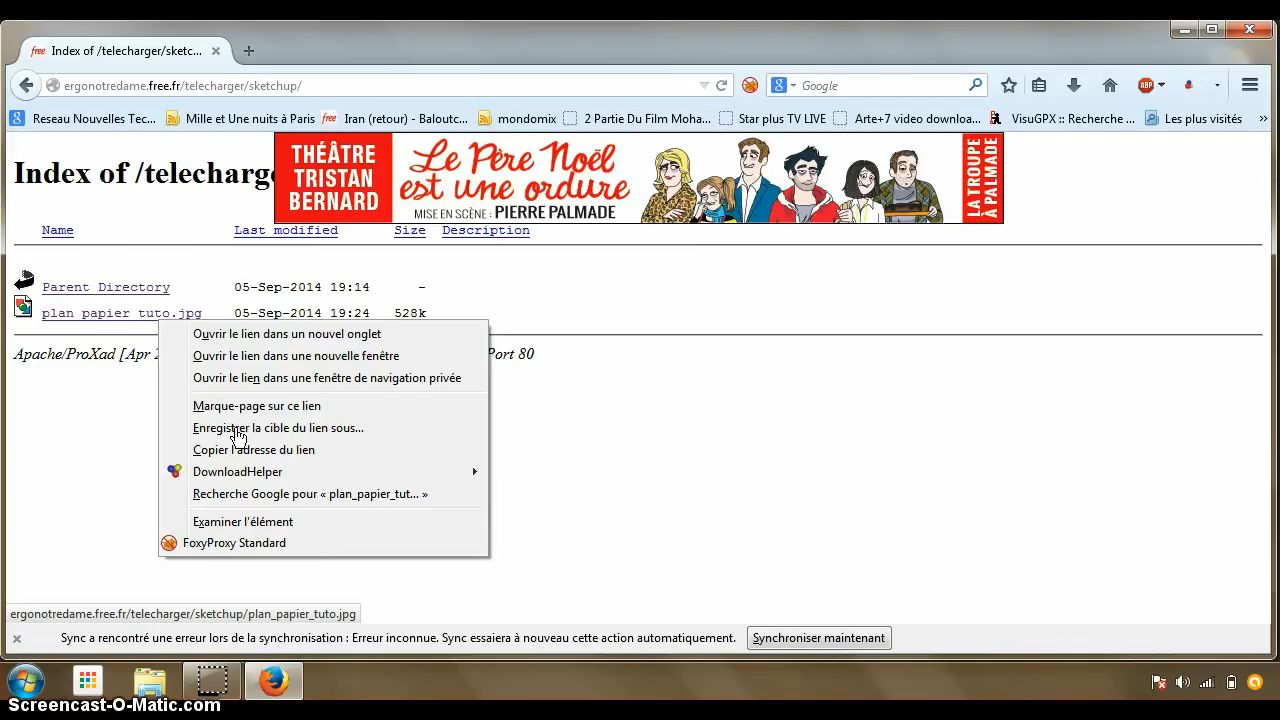 Index of /telecharger/sketc...
ergonotredame.free.fr/telecharger/sketchup/
Google
ABP
Reseau Nouvelles Tec...
Mille et Une nuits à Paris
Iran (retour) - Baloutc...
mondomix
2 Partie Du Film Moha...
Star plus TV LIVE
Arte+7 video downloa...
VisuGPX :: Recherche ...
Les plus visités
Index of /telecharge
THÉÂTRE
TRISTAN
BERNARD
Le Père Noël
est une ordure
MISE EN SCÈNE : PIERRE PALMADE
LA TROUPE
À PALMADE
Name Last modified Size Description
Parent Directory 05-Sep-2014 19:14 -
plan_papier_tuto.jpg 05-Sep-2014 19:24 528k
Apache/ProXad [Apr 2
Port 80
Ouvrir le lien dans un nouvel onglet
Ouvrir le lien dans une nouvelle fenêtre
Ouvrir le lien dans une fenêtre de navigation privée
Marque-page sur ce lien
Enregistrer la cible du lien sous...
Copier l'adresse du lien
DownloadHelper
Recherche Google pour « plan_papier_tut... »
Examiner l'élément
FoxyProxy Standard
ergonotredame.free.fr/telecharger/sketchup/plan_papier_tuto.jpg
Sync a rencontré une erreur lors de la synchronisation : Erreur inconnue. Sync essaiera à nouveau cette action automatiquement.
Synchroniser maintenant
Screencast-O-Matic.com